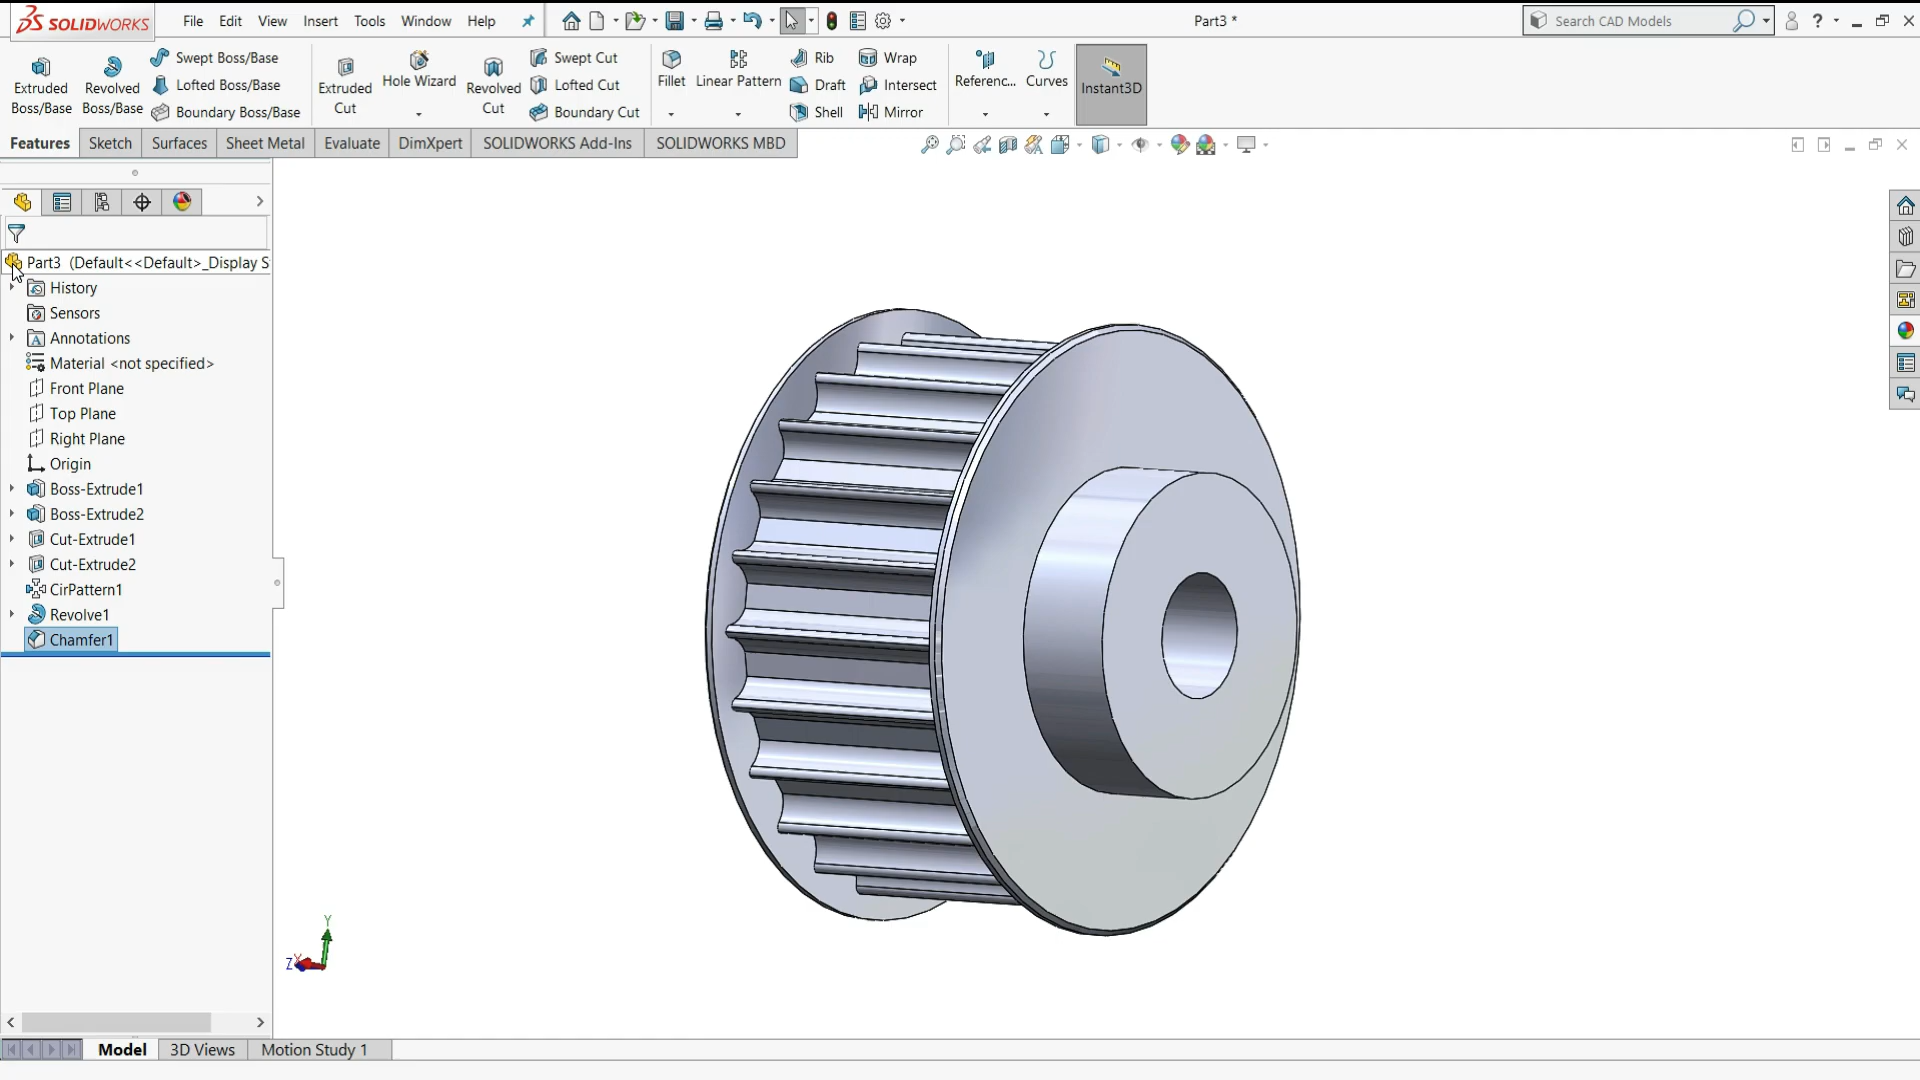 SOLIDWORKS File Edit View Insert Tools Window Help Part3 * Search CAD Models ?
Extruded Boss/Base
Revolved Boss/Base
Swept Boss/Base
Lofted Boss/Base
Boundary Boss/Base
Extruded Cut
Hole Wizard
Revolved Cut
Swept Cut
Lofted Cut
Boundary Cut
Fillet
Linear Pattern
Rib
Draft
Shell
Wrap
Intersect
Mirror
Referenc...
Curves
Instant3D
Features Sketch Surfaces Sheet Metal Evaluate DimXpert SOLIDWORKS Add-Ins SOLIDWORKS MBD
Part3 (Default<<Default>_Display S
History
Sensors
Annotations
Material <not specified>
Front Plane
Top Plane
Right Plane
Origin
Boss-Extrude1
Boss-Extrude2
Cut-Extrude1
Cut-Extrude2
CirPattern1
Revolve1
Chamfer1
Y
Z X
Model 3D Views Motion Study 1